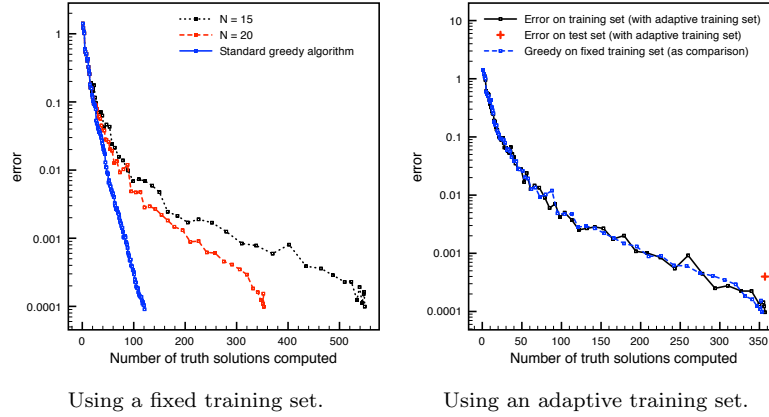 N = 15
N = 20
Standard greedy algorithm
10
1
0.1
0.01
0.001
0.0001
error
0 100 200 300 400 500
Number of truth solutions computed
Using a fixed training set.
Error on training set (with adaptive training set)
Error on test set (with adaptive training set)
Greedy on fixed training set (as comparison)
10
1
0.1
0.01
0.001
0.0001
error
0 50 100 150 200 250 300 350
Number of truth solutions computed
Using an adaptive training set.